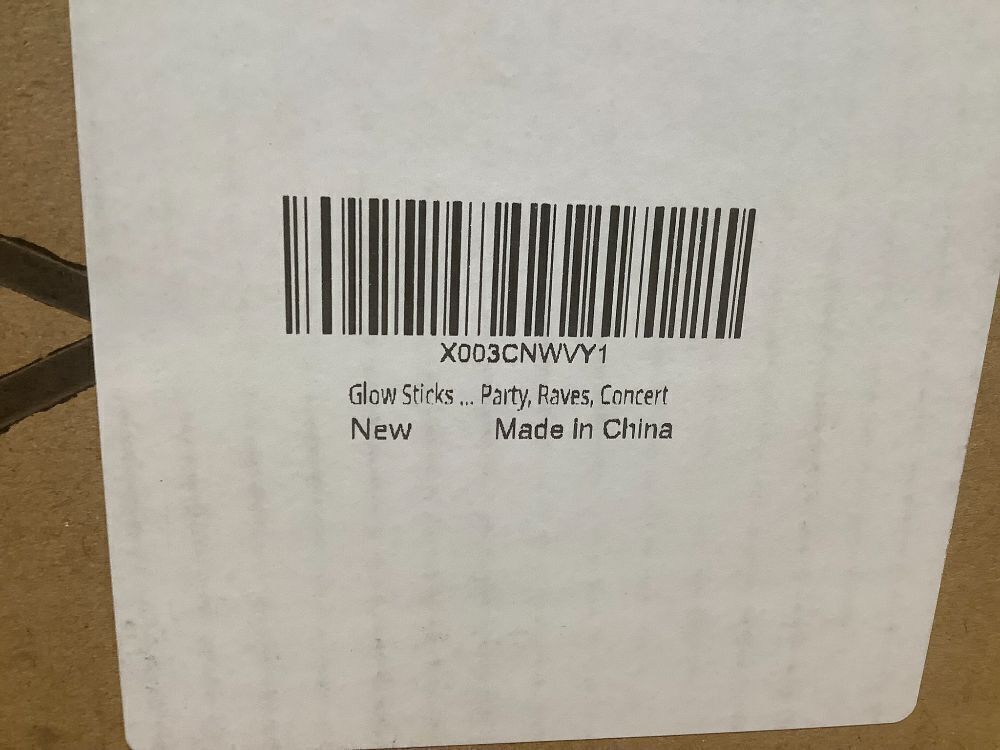 X003CNWVY1
Glow Sticks ... Party, Raves, Concert
New Made In China